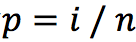 p = i / n